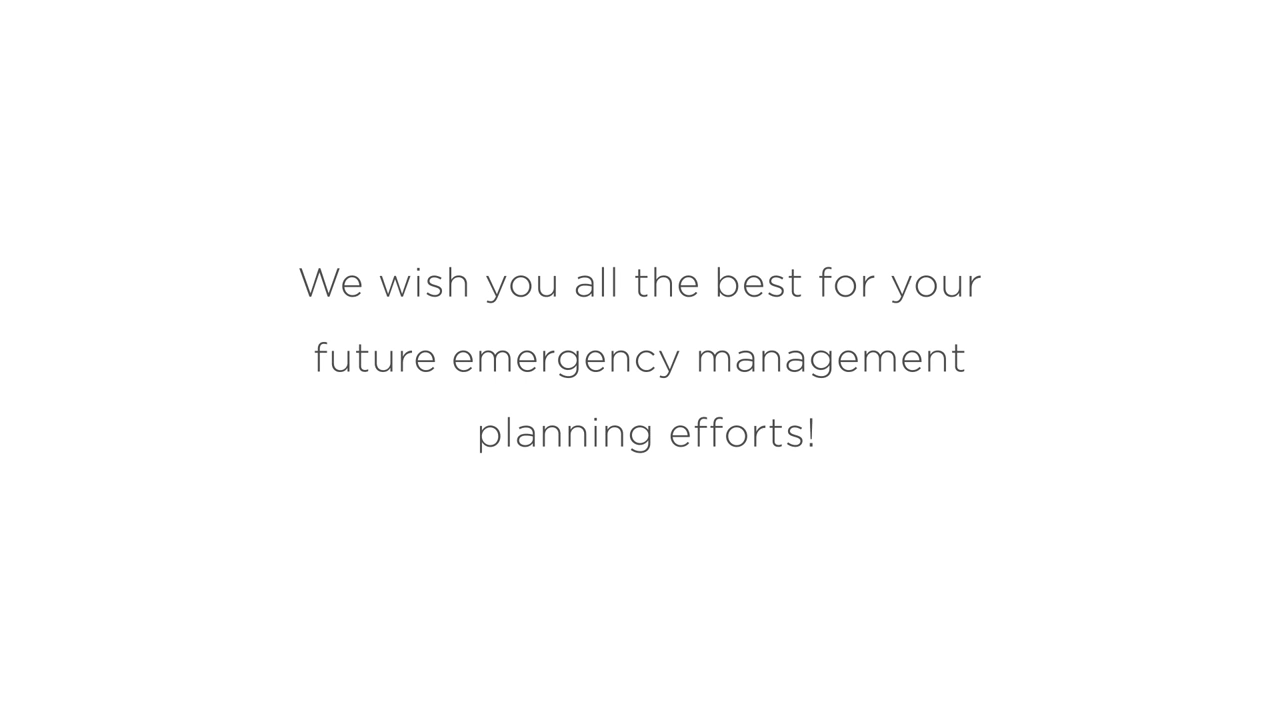 We wish you all the best for your
future emergency management
planning efforts!